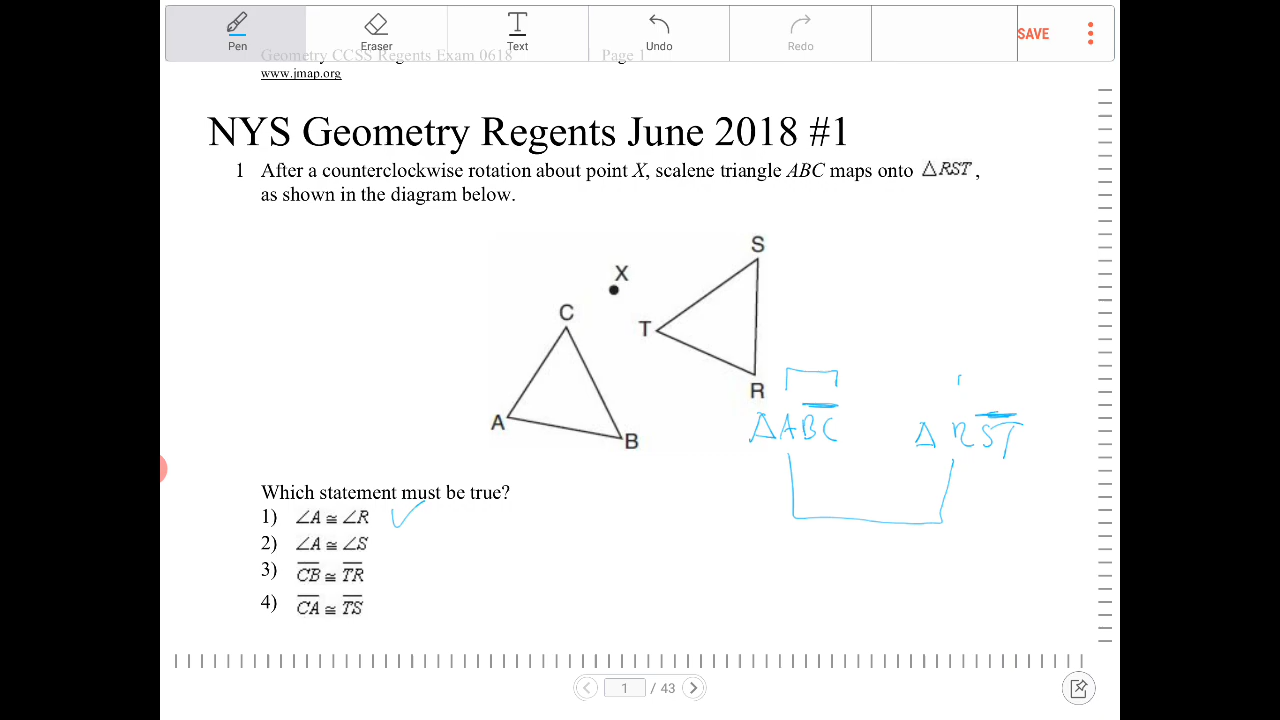 Pen
Eraser
Text
Undo
Redo
SAVE
Geometry CCSS Regents Exam 0618
Page 1
www.jmap.org
NYS Geometry Regents June 2018 #1
1 After a counterclockwise rotation about point X, scalene triangle ABC maps onto △RST,
as shown in the diagram below.
S
X
C
T
R
A
B
△ABC
△RST
Which statement must be true?
1) ∠A ≅ ∠R
2) ∠A ≅ ∠S
3) CB ≅ TR
4) CA ≅ TS
1 / 43